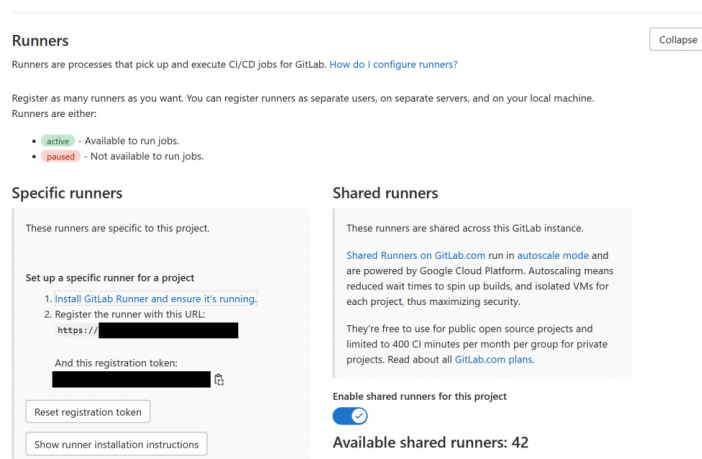 Runners
Collapse
Runners are processes that pick up and execute CI/CD jobs for GitLab. How do I configure runners?
Register as many runners as you want. You can register runners as separate users, on separate servers, and on your local machine.
Runners are either:
active - Available to run jobs.
paused - Not available to run jobs.
Specific runners
These runners are specific to this project.
Set up a specific runner for a project
1. Install GitLab Runner and ensure it's running.
2. Register the runner with this URL:
https://
And this registration token:
Reset registration token
Show runner installation instructions
Shared runners
These runners are shared across this GitLab instance.
Shared Runners on GitLab.com run in autoscale mode and
are powered by Google Cloud Platform. Autoscaling means
reduced wait times to spin up builds, and isolated VMs for
each project, thus maximizing security.
They're free to use for public open source projects and
limited to 400 CI minutes per month per group for private
projects. Read about all GitLab.com plans.
Enable shared runners for this project
Available shared runners: 42